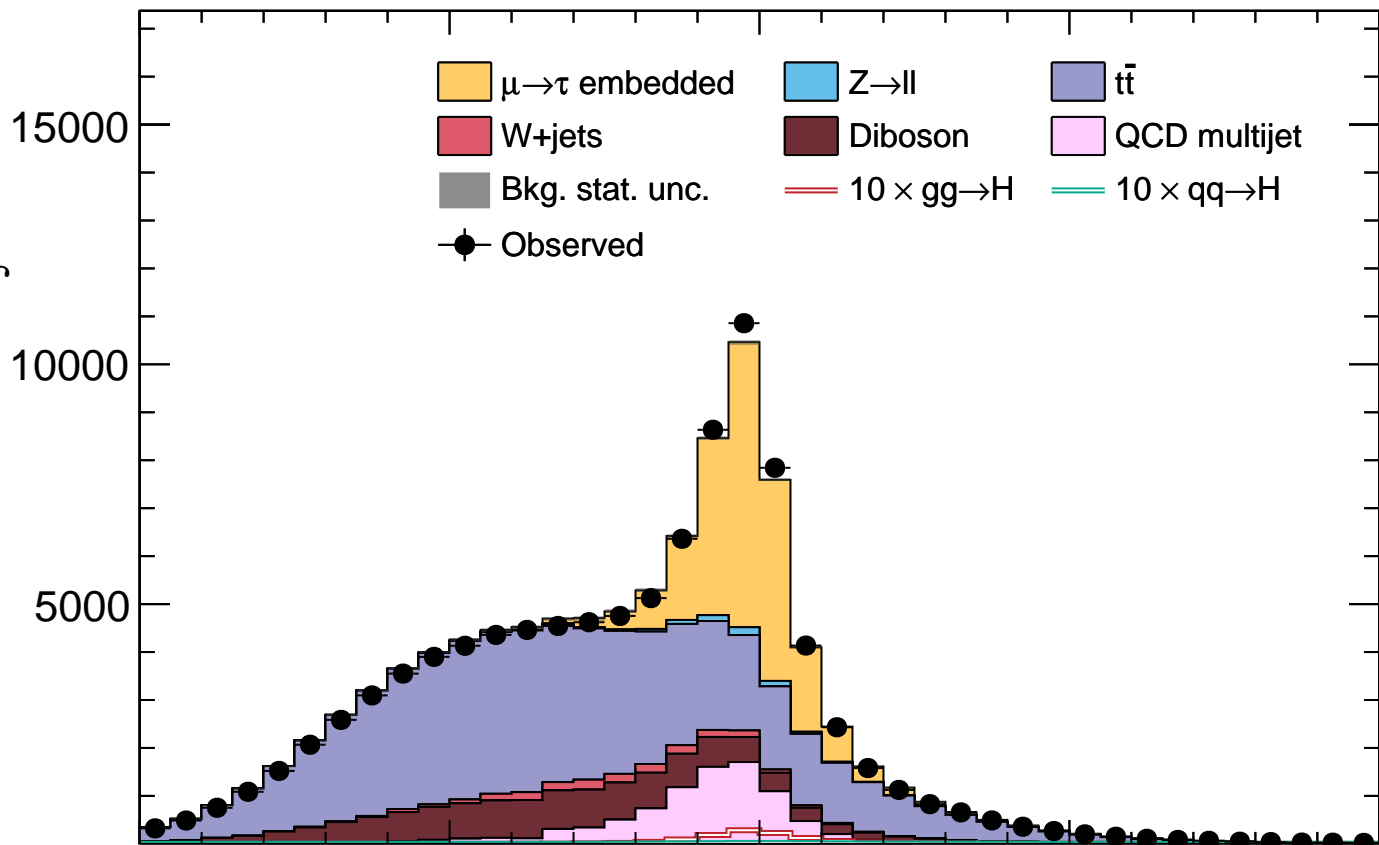 μ→τ embedded Z→ll tt̄
15000
W+jets Diboson QCD multijet
Bkg. stat. unc. 10 × gg→H 10 × qq→H
Observed
10000
5000